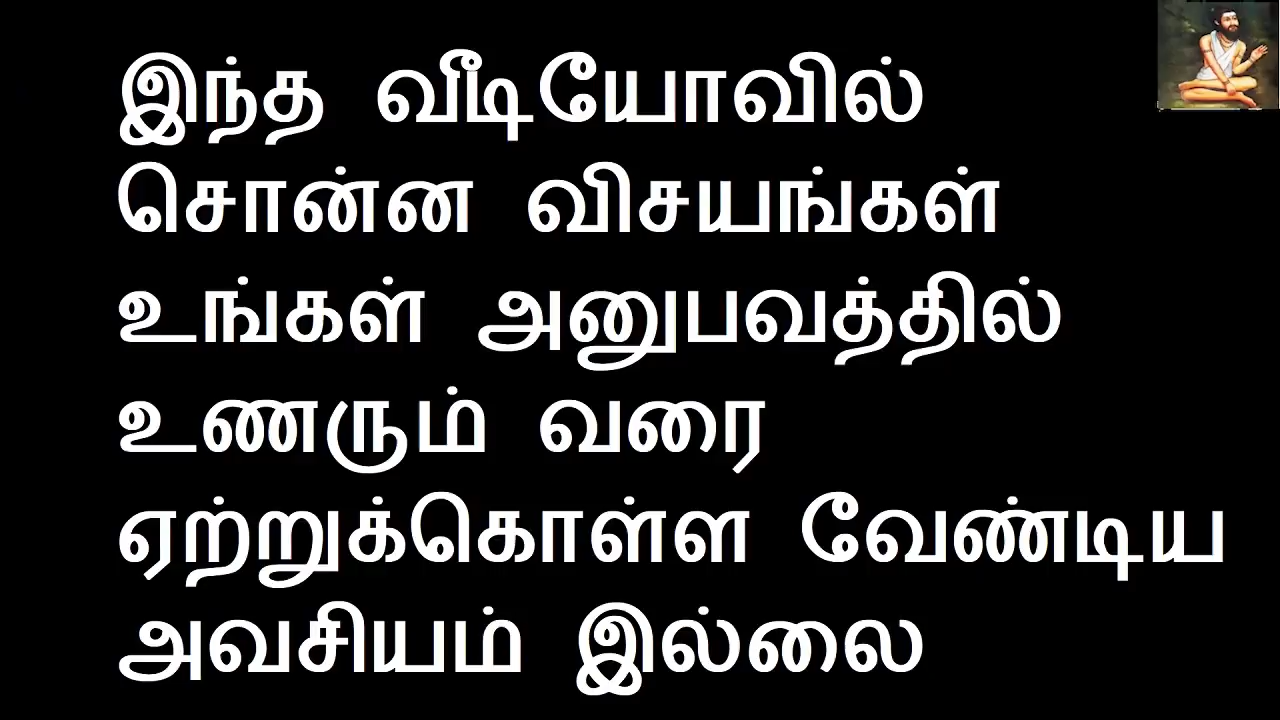 இந்த வீடியோவில்
சொன்ன விசயங்கள்
உங்கள் அனுபவத்தில்
உணரும் வரை
ஏற்றுக்கொள்ள வேண்டிய
அவசியம் இல்லை